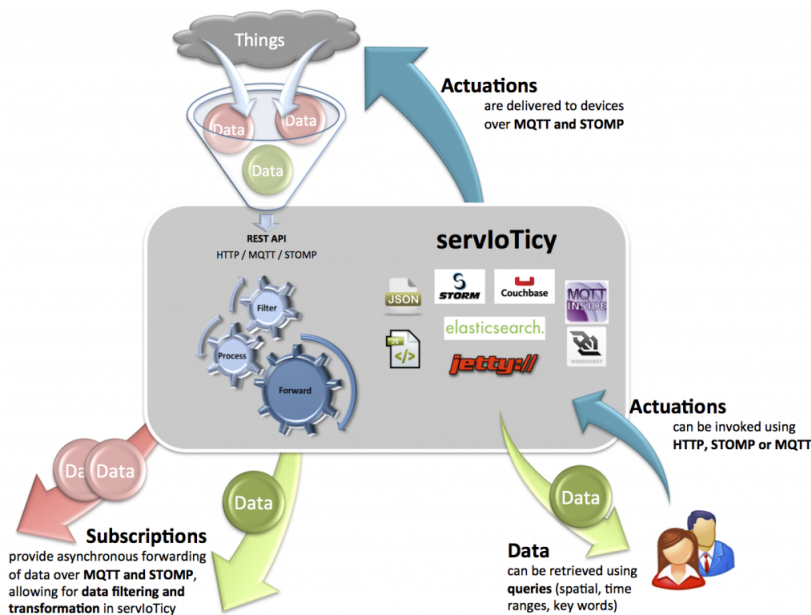 Things
Data
Data
Data
Actuations
are delivered to devices
over MQTT and STOMP
REST API
HTTP / MQTT / STOMP
servIoTicy
Filter
Process
Forward
JSON
STORM
Couchbase
MQTT
INSIDE
elasticsearch.
</>
jetty://
WEBSOCKET
Actuations
can be invoked using
HTTP, STOMP or MQTT
Da
Data
Data
Data
Subscriptions
provide asynchronous forwarding
of data over MQTT and STOMP,
allowing for data filtering and
transformation in servIoTicy
Data
can be retrieved using
queries (spatial, time
ranges, key words)